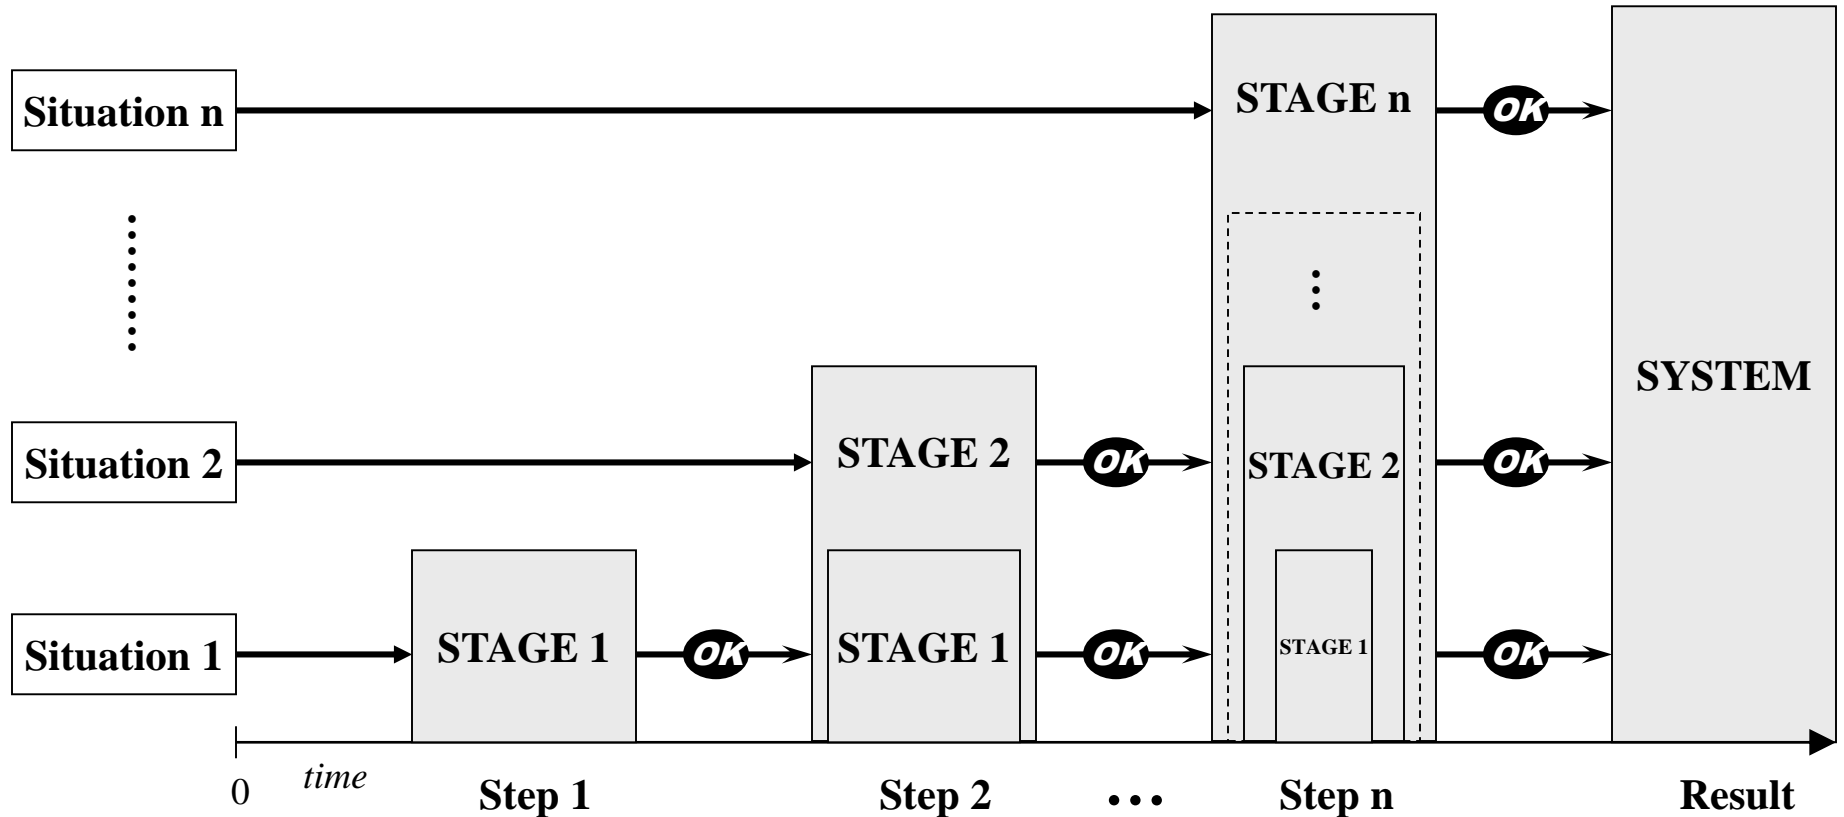 Situation n
STAGE n
OK
SYSTEM
Situation 2
STAGE 2
OK
STAGE 2
OK
Situation 1
STAGE 1
OK
STAGE 1
OK
STAGE 1
OK
0
time
Step 1
Step 2
...
Step n
Result